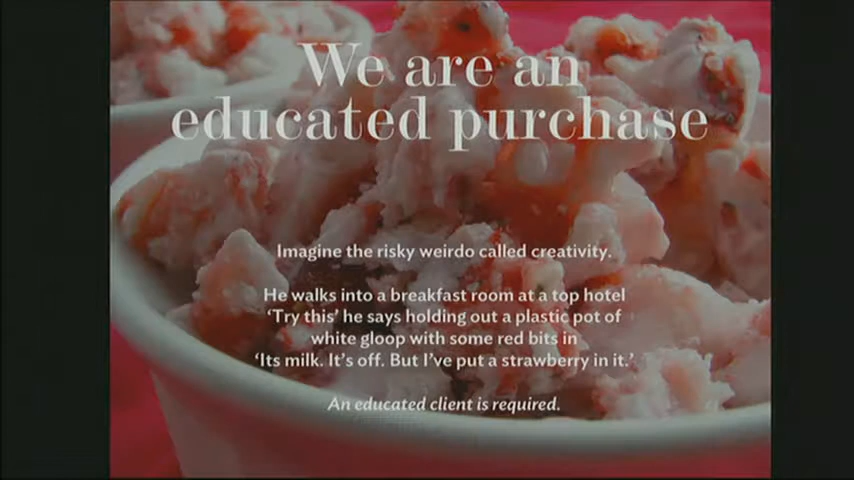 We are an
educated purchase
Imagine the risky weirdo called creativity.
He walks into a breakfast room at a top hotel
‘Try this’ he says holding out a plastic pot of
white gloop with some red bits in
‘Its milk. It’s off. But I’ve put a strawberry in it.’
An educated client is required.